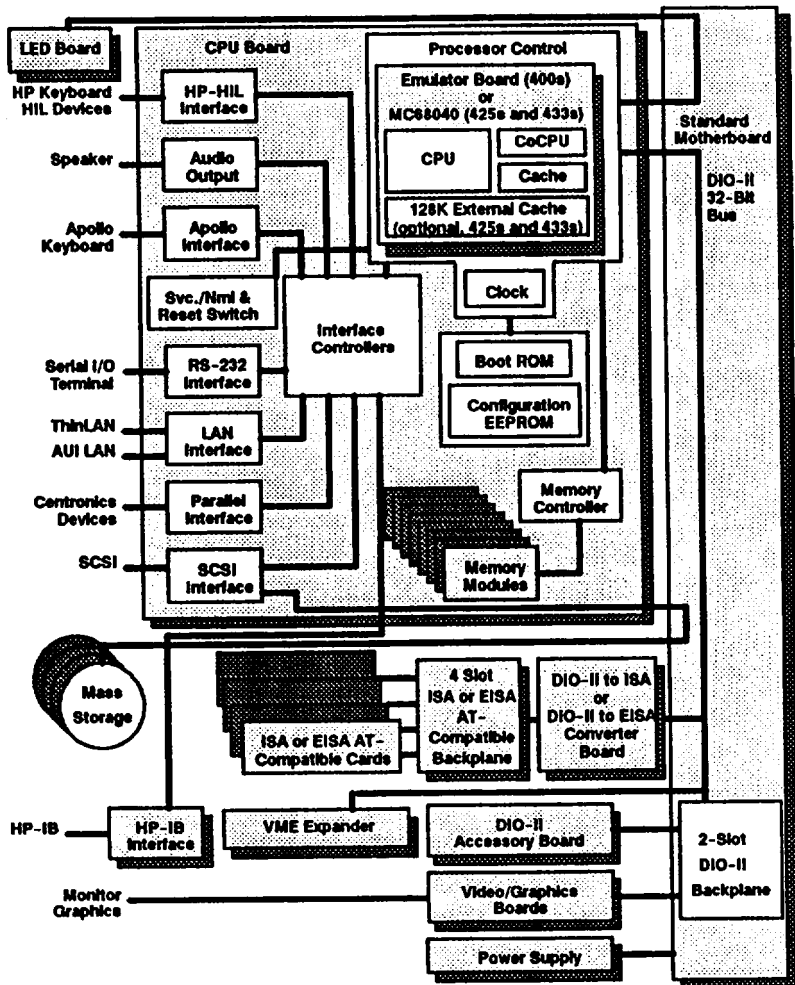 LED Board
CPU Board
Processor Control
HP Keyboard
HIL Devices
HP-HIL
Interface
Emulator Board (400s)
or
MC68040 (425s and 433s)
CPU
CoCPU
Cache
128K External Cache
(optional, 425s and 433s)
Standard
Motherboard
DIO-II
32-Bit
Bus
Speaker
Audio
Output
Apollo
Keyboard
Apollo
Interface
Svc./Nml &
Reset Switch
Interface
Controllers
Clock
Boot ROM
Configuration
EEPROM
Serial I/O
Terminal
RS-232
Interface
ThinLAN
AUI LAN
LAN
Interface
Centronics
Devices
Parallel
Interface
Memory
Controller
SCSI
SCSI
Interface
Memory
Modules
Mass
Storage
ISA or EISA AT-
Compatible Cards
4 Slot
ISA or EISA
AT-
Compatible
Backplane
DIO-II to ISA
or
DIO-II to EISA
Converter
Board
HP-IB
HP-IB
Interface
VME Expander
DIO-II
Accessory Board
2-Slot
DIO-II
Backplane
Monitor
Graphics
Video/Graphics
Boards
Power Supply